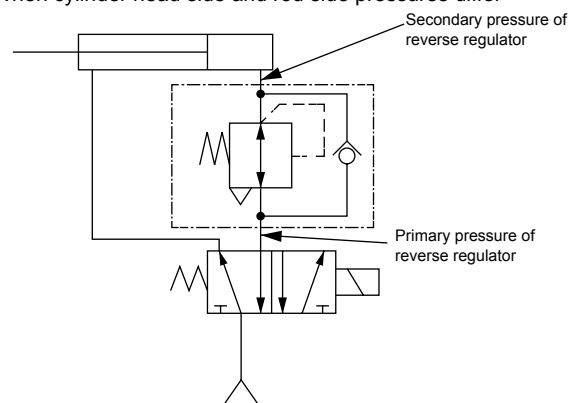 When cylinder head side and rod side pressures differ
Secondary pressure of
reverse regulator
Primary pressure of
reverse regulator